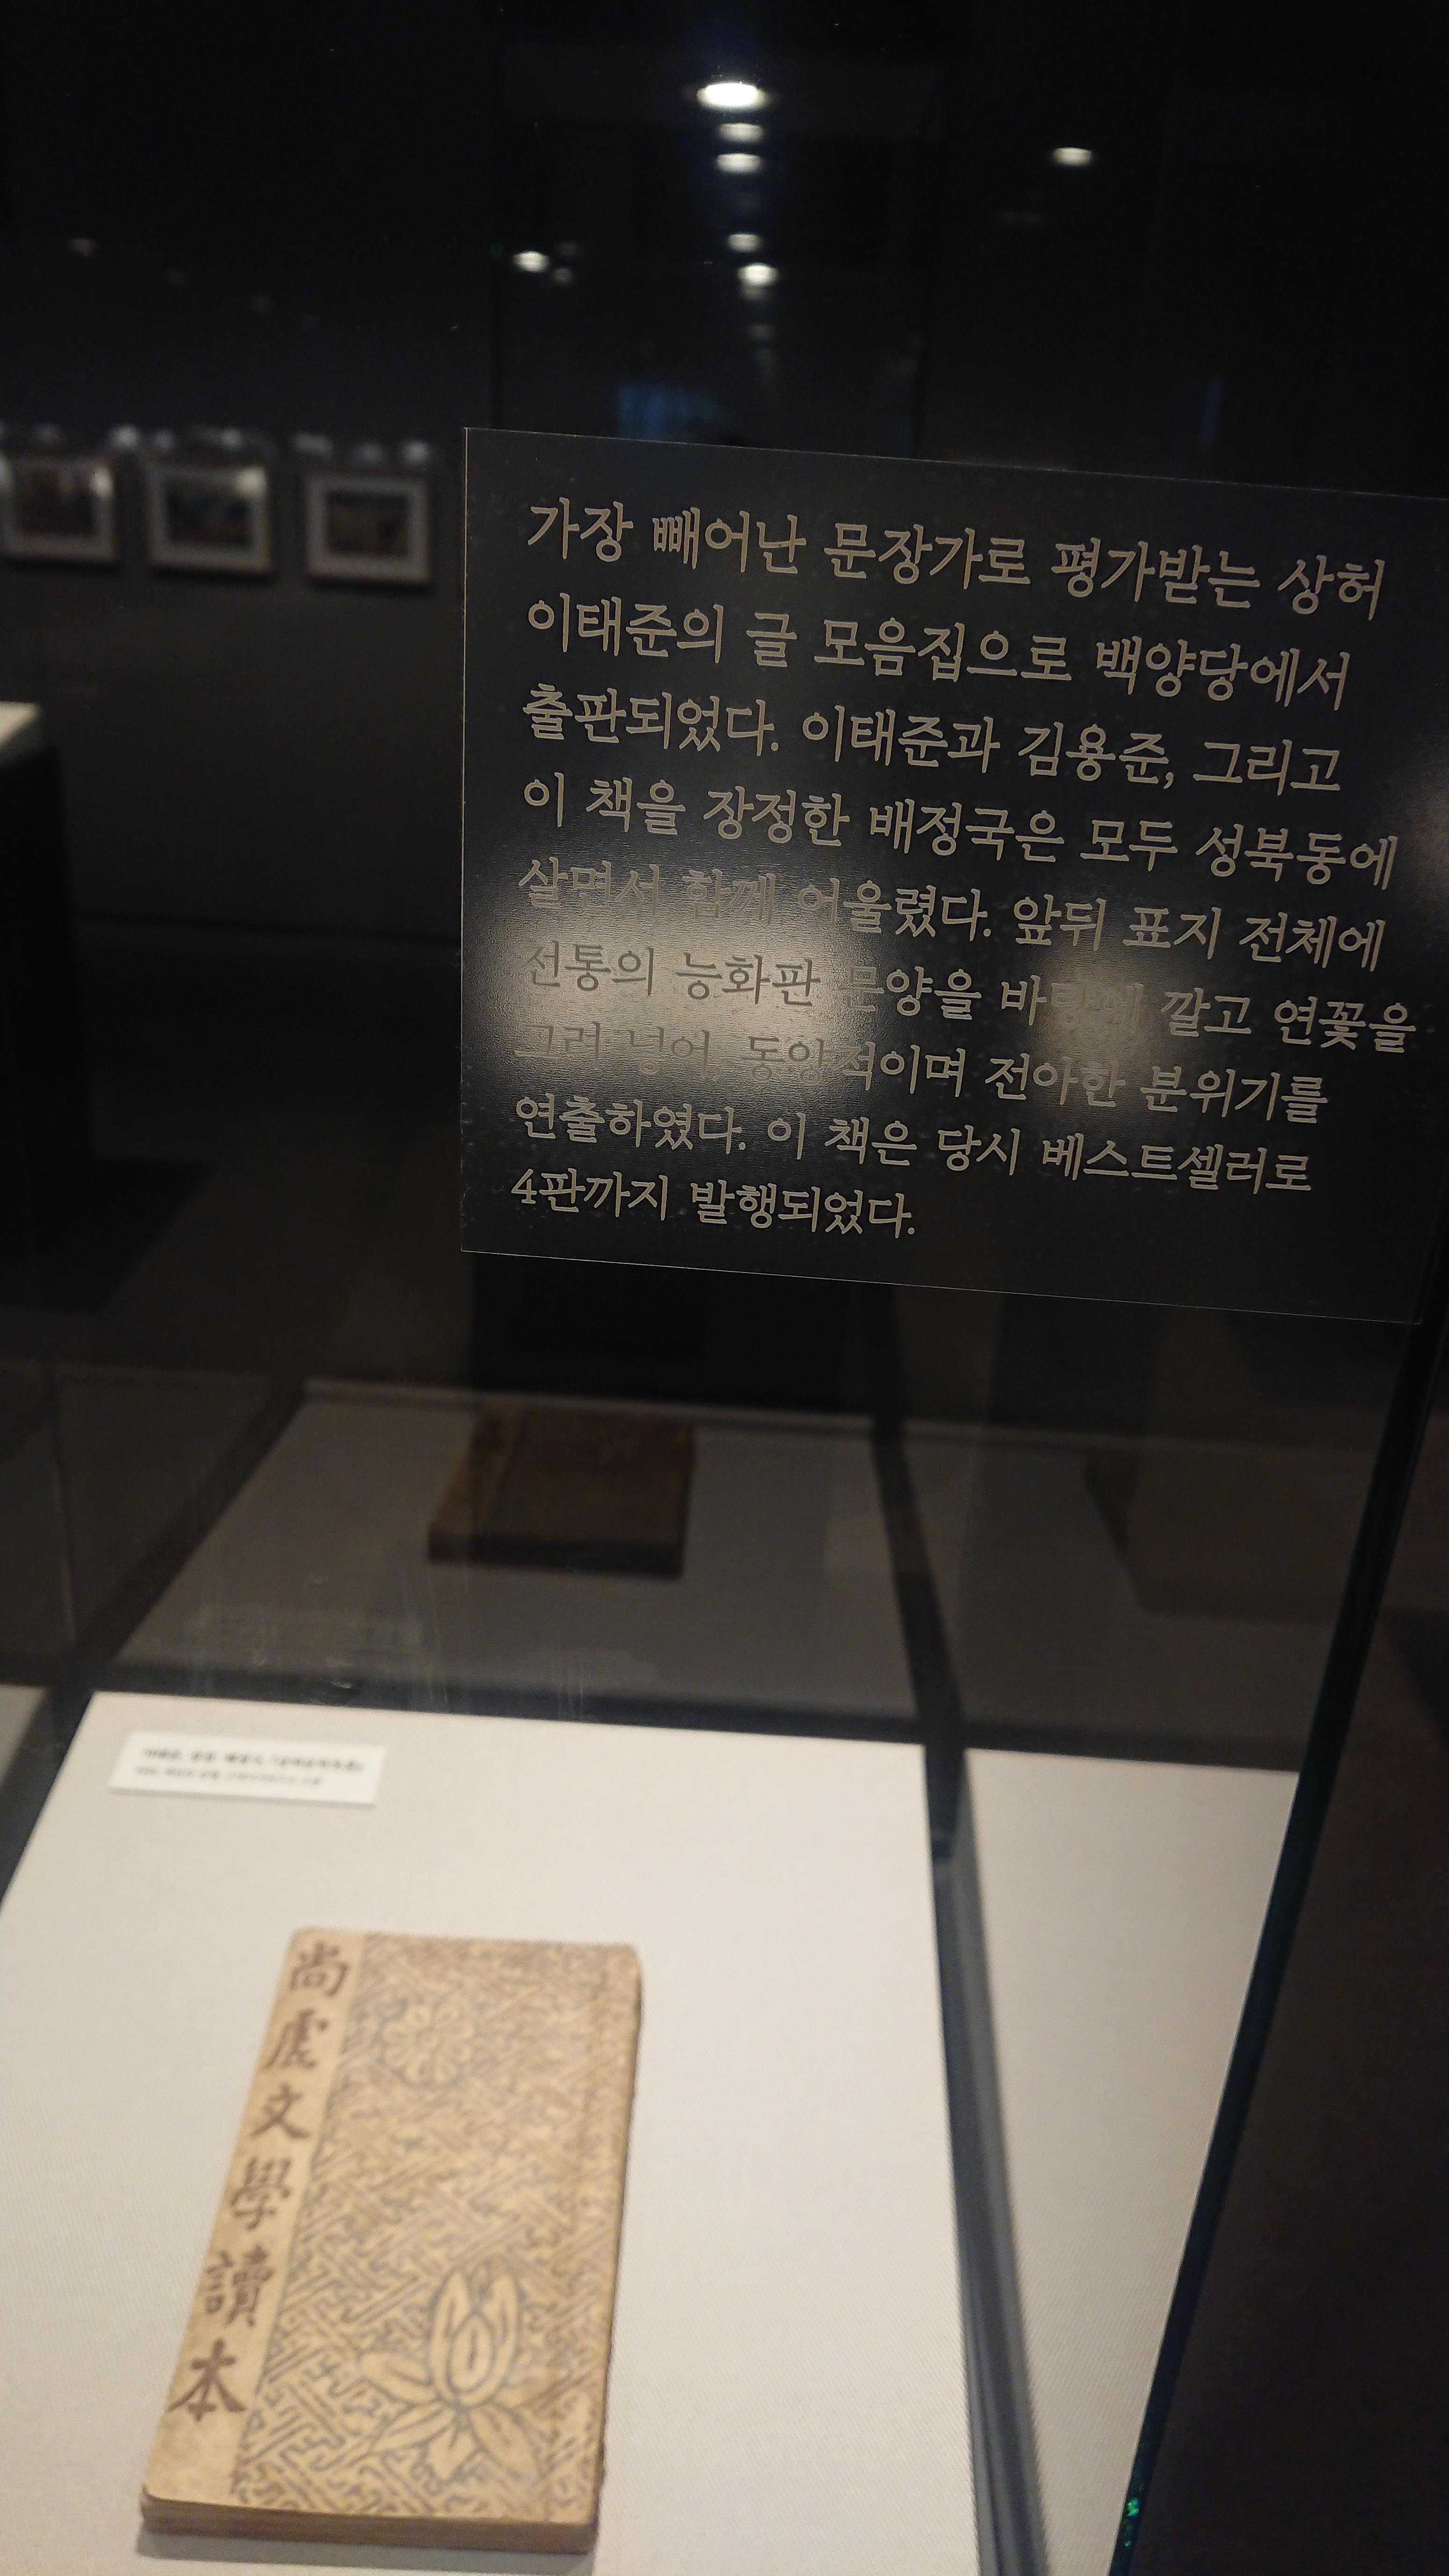 가장 빼어난 문장가로 평가받는 상허
이태준의 글 모음집으로 백양당에서
출판되었다. 이태준과 김용준, 그리고
이 책을 장정한 배정국은 모두 성북동에
살면서 함께 어울렸다. 앞뒤 표지 전체에
전통의 능화판 문양을 바탕에 깔고 연꽃을
그려 넣어 동양적이며 전아한 분위기를
연출하였다. 이 책은 당시 베스트셀러로
4판까지 발행되었다.
尚虛文學讀本